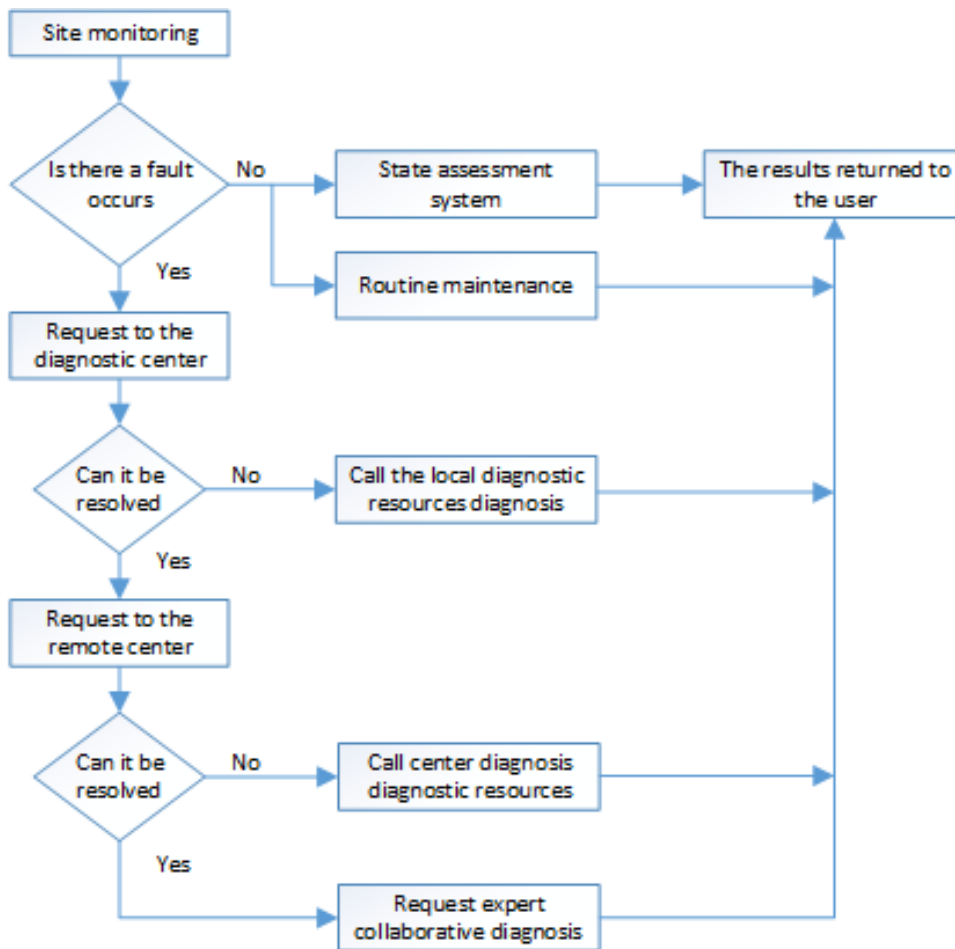 Site monitoring
Is there a fault
occurs
No
State assessment
system
The results returned to
the user
Yes
Routine maintenance
Request to the
diagnostic center
Can it be
resolved
No
Call the local diagnostic
resources diagnosis
Yes
Request to the
remote center
Can it be
resolved
No
Call center diagnosis
diagnostic resources
Yes
Request expert
collaborative diagnosis